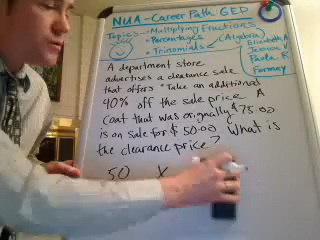 NUA-Career Path GED
Topics - Multiplying Fractions
- Percentages (Algebra)
- Trinomials
Elizabeth A
Paula B
A department store
advertises a clearance sale
that offers "Take an additional
40% off the sale price. A
coat that was originally $75.00
is on sale for $50.00 What is
the clearance price?
50 X